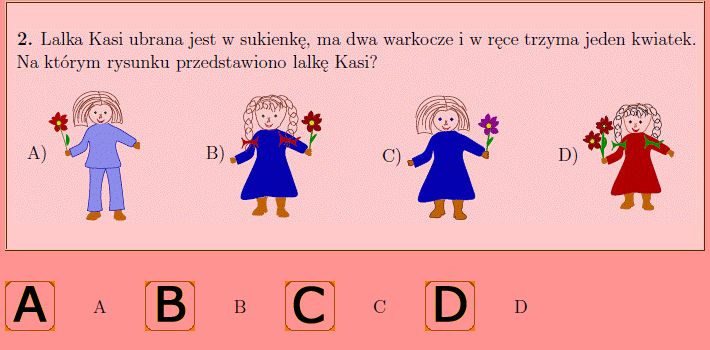 2. Lalka Kasi ubrana jest w sukienkę, ma dwa warkocze i w ręce trzyma jeden kwiatek.
Na którym rysunku przedstawiono lalkę Kasi?
A) B) C) D)
A A B B C C D D